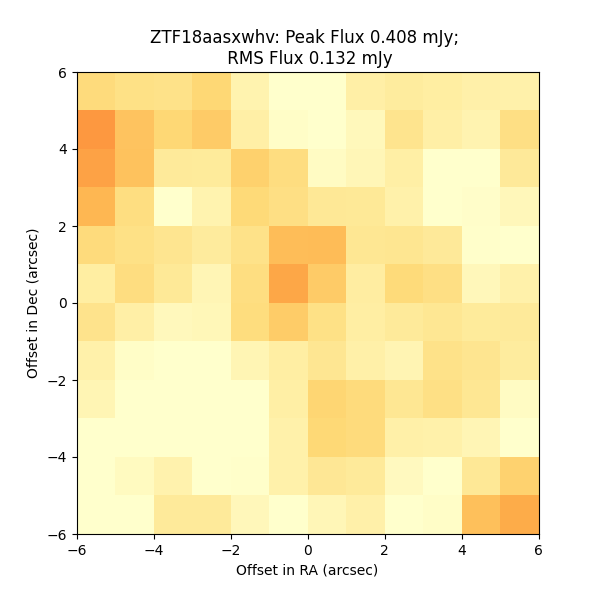 ZTF18aasxwhv: Peak Flux 0.408 mJy;
RMS Flux 0.132 mJy
6
4
2
0
−2
−4
−6
Offset in Dec (arcsec)
−6 −4 −2 0 2 4 6
Offset in RA (arcsec)